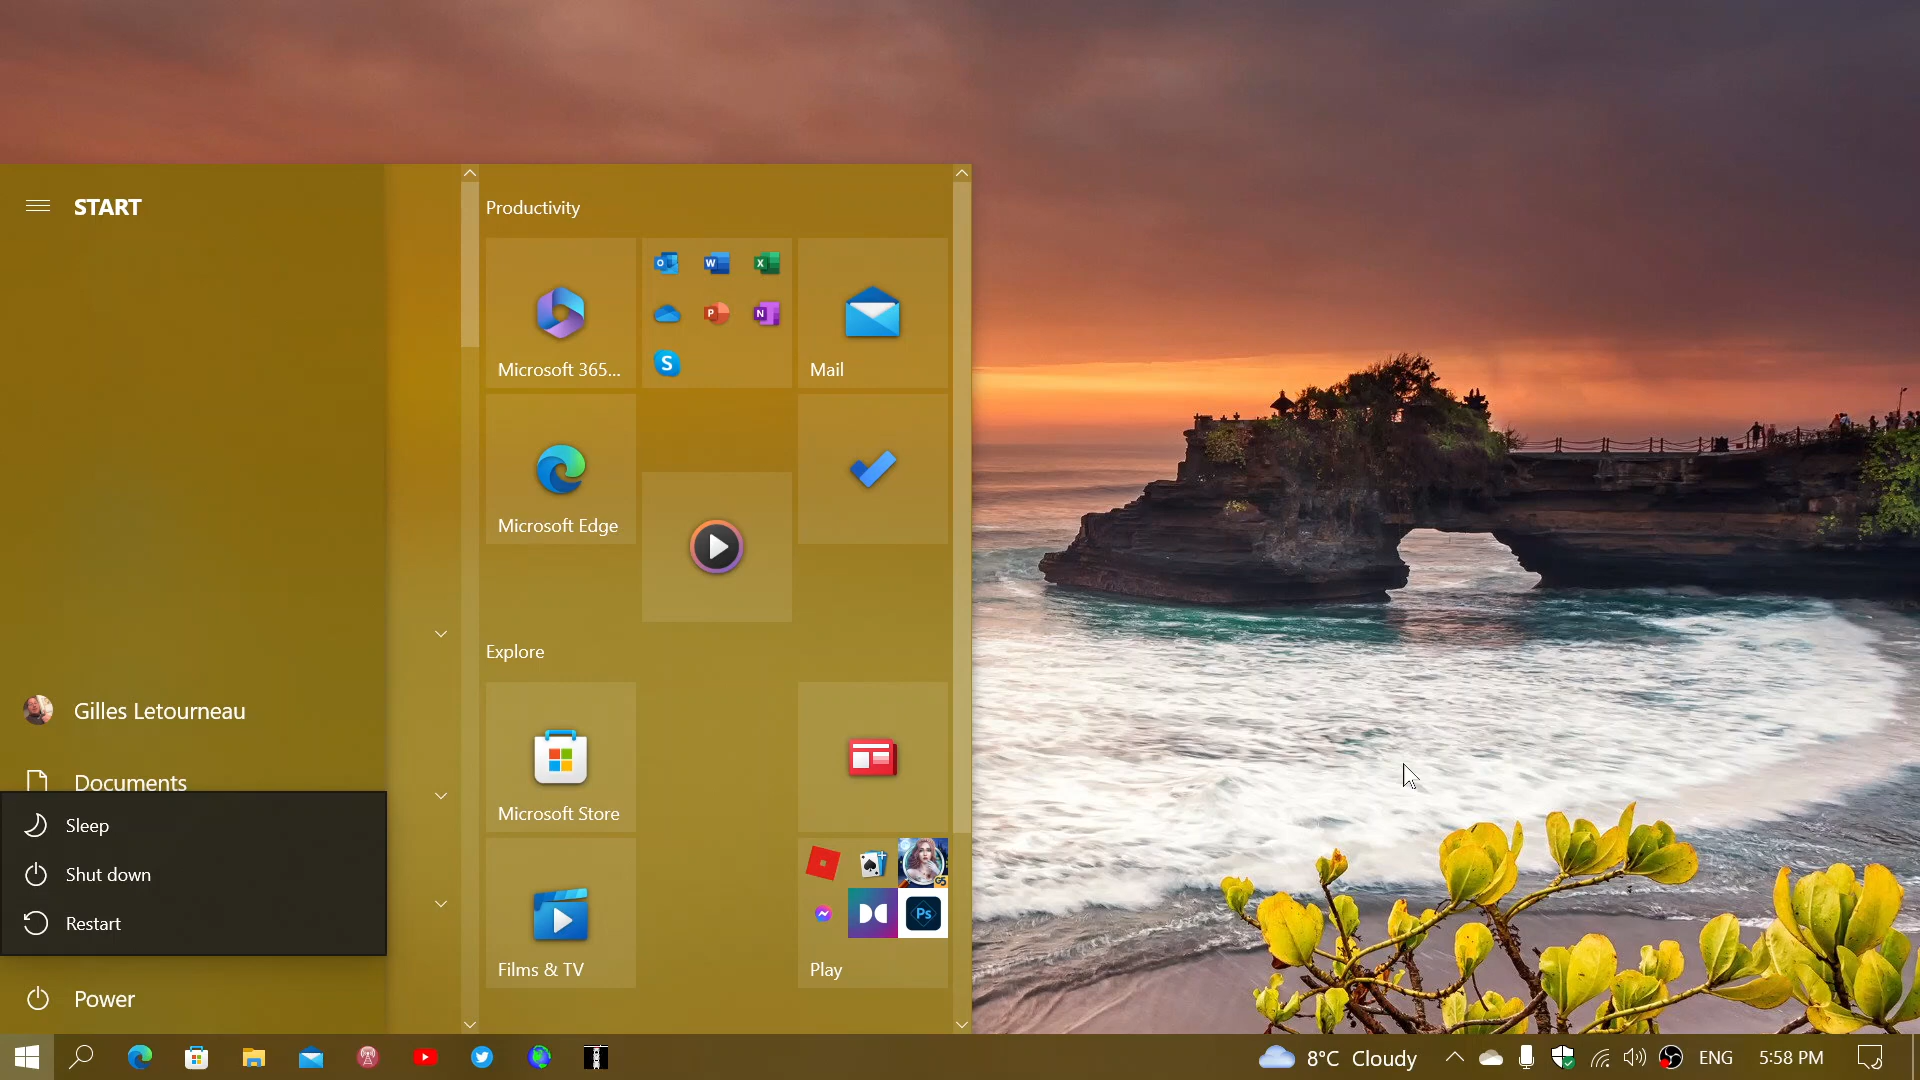 START
Gilles Letourneau
Documents
Sleep
Shut down
Restart
Power
Productivity
O
W
X
P
N
S
Microsoft 365...
Mail
Microsoft Edge
Explore
Microsoft Store
Ps
Films & TV
Play
8°C Cloudy
ENG
5:58 PM